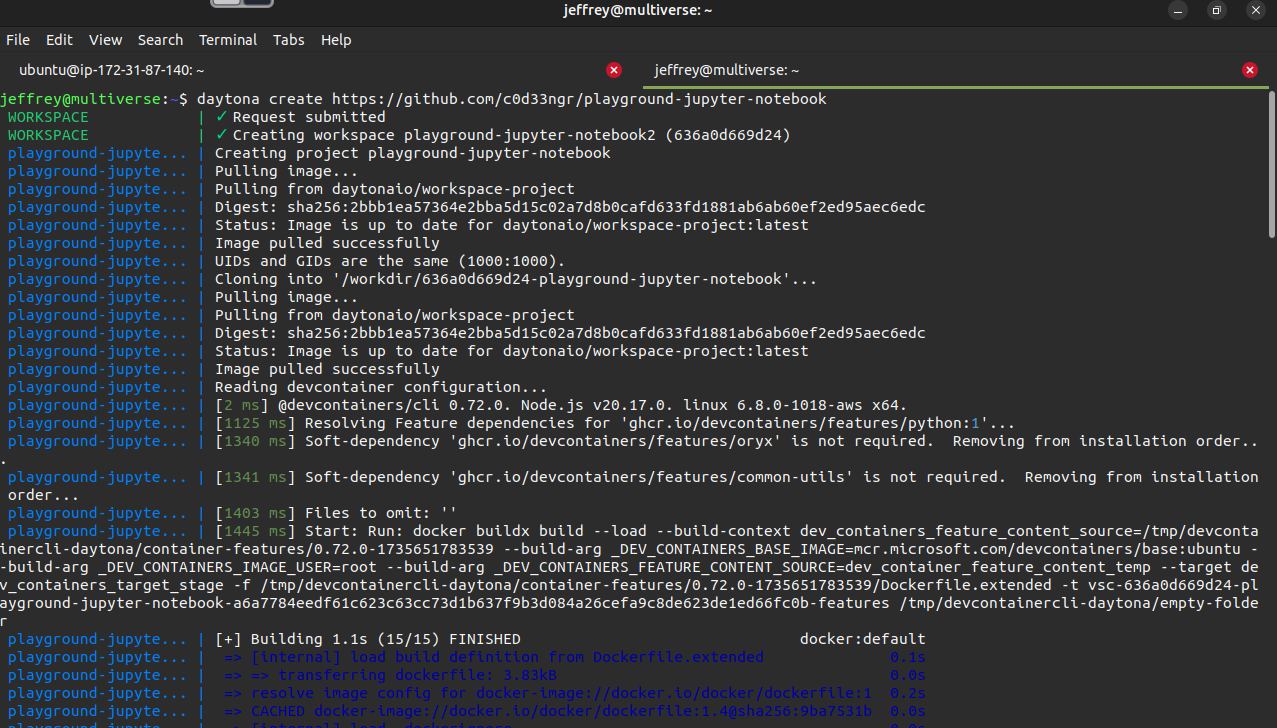 jeffrey@multiverse: ~
File Edit View Search Terminal Tabs Help
ubuntu@ip-172-31-87-140: ~
jeffrey@multiverse: ~
jeffrey@multiverse:~$ daytona create https://github.com/c0d33ngr/playground-jupyter-notebook
WORKSPACE | ✓ Request submitted
WORKSPACE | ✓ Creating workspace playground-jupyter-notebook2 (636a0d669d24)
playground-jupyte... | Creating project playground-jupyter-notebook
playground-jupyte... | Pulling image...
playground-jupyte... | Pulling from daytonaio/workspace-project
playground-jupyte... | Digest: sha256:2bbb1ea57364e2bba5d15c02a7d8b0cafd633fd1881ab6ab60ef2ed95aec6edc
playground-jupyte... | Status: Image is up to date for daytonaio/workspace-project:latest
playground-jupyte... | Image pulled successfully
playground-jupyte... | UIDs and GIDs are the same (1000:1000).
playground-jupyte... | Cloning into '/workdir/636a0d669d24-playground-jupyter-notebook'...
playground-jupyte... | Pulling image...
playground-jupyte... | Pulling from daytonaio/workspace-project
playground-jupyte... | Digest: sha256:2bbb1ea57364e2bba5d15c02a7d8b0cafd633fd1881ab6ab60ef2ed95aec6edc
playground-jupyte... | Status: Image is up to date for daytonaio/workspace-project:latest
playground-jupyte... | Image pulled successfully
playground-jupyte... | Reading devcontainer configuration...
playground-jupyte... | [2 ms] @devcontainers/cli 0.72.0. Node.js v20.17.0. linux 6.8.0-1018-aws x64.
playground-jupyte... | [1125 ms] Resolving Feature dependencies for 'ghcr.io/devcontainers/features/python:1'...
playground-jupyte... | [1340 ms] Soft-dependency 'ghcr.io/devcontainers/features/oryx' is not required.  Removing from installation order..
.
playground-jupyte... | [1341 ms] Soft-dependency 'ghcr.io/devcontainers/features/common-utils' is not required.  Removing from installation
order...
playground-jupyte... | [1403 ms] Files to omit: ''
playground-jupyte... | [1445 ms] Start: Run: docker buildx build --load --build-context dev_containers_feature_content_source=/tmp/devconta
inercli-daytona/container-features/0.72.0-1735651783539 --build-arg _DEV_CONTAINERS_BASE_IMAGE=mcr.microsoft.com/devcontainers/base:ubuntu -
-build-arg _DEV_CONTAINERS_IMAGE_USER=root --build-arg _DEV_CONTAINERS_FEATURE_CONTENT_SOURCE=dev_container_feature_content_temp --target de
v_containers_target_stage -f /tmp/devcontainercli-daytona/container-features/0.72.0-1735651783539/Dockerfile.extended -t vsc-636a0d669d24-pl
ayground-jupyter-notebook-a6a7784eedf61c623c63cc73d1b637f9b3d084a26cefa9c8de623de1ed66fc0b-features /tmp/devcontainercli-daytona/empty-folde
r
playground-jupyte... | [+] Building 1.1s (15/15) FINISHED docker:default
playground-jupyte... | => [internal] load build definition from Dockerfile.extended 0.1s
playground-jupyte... | => => transferring dockerfile: 3.83kB 0.0s
playground-jupyte... | => resolve image config for docker-image://docker.io/docker/dockerfile:1 0.2s
playground-jupyte... | => CACHED docker-image://docker.io/docker/dockerfile:1.4@sha256:9ba7531b 0.0s